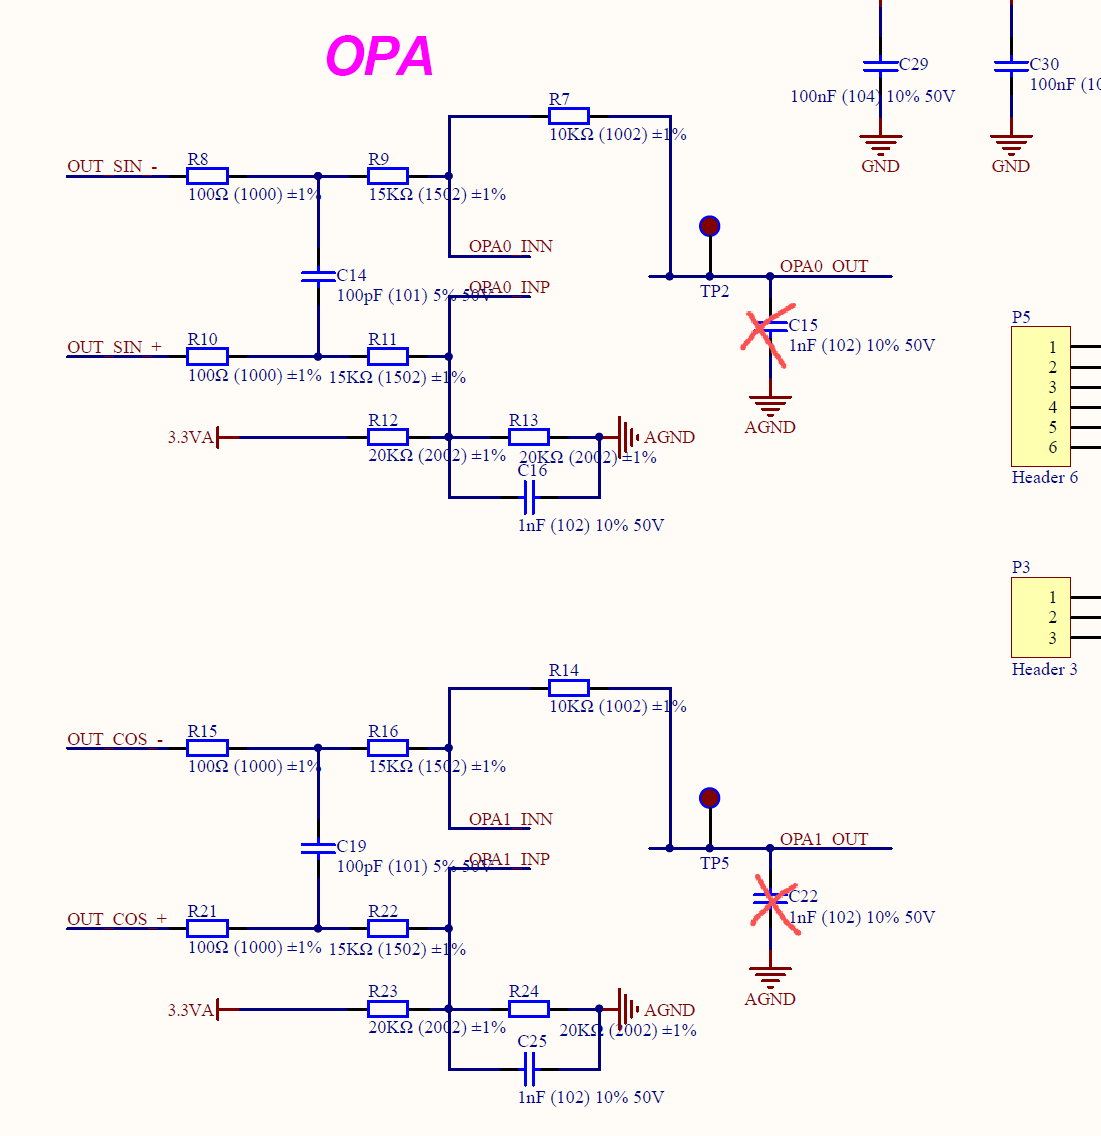 OPA
C29
100nF (104) 10% 50V
GND
C30
100nF (10
GND
R7
10KΩ (1002) ±1%
OUT_SIN_-
R8
100Ω (1000) ±1%
R9
15KΩ (1502) ±1%
OPA0_INN
C14
100pF (101) 5% 50V
OPA0_INP
OPA0_OUT
TP2
C15
1nF (102) 10% 50V
AGND
OUT_SIN_+
R10
100Ω (1000) ±1%
R11
15KΩ (1502) ±1%
3.3VA
R12
20KΩ (2002) ±1%
R13
20KΩ (2002) ±1%
AGND
C16
1nF (102) 10% 50V
P5
1
2
3
4
5
6
Header 6
P3
1
2
3
Header 3
R14
10KΩ (1002) ±1%
OUT_COS_-
R15
100Ω (1000) ±1%
R16
15KΩ (1502) ±1%
OPA1_INN
C19
100pF (101) 5% 50V
OPA1_INP
OPA1_OUT
TP5
C22
1nF (102) 10% 50V
AGND
OUT_COS_+
R21
100Ω (1000) ±1%
R22
15KΩ (1502) ±1%
3.3VA
R23
20KΩ (2002) ±1%
R24
20KΩ (2002) ±1%
AGND
C25
1nF (102) 10% 50V